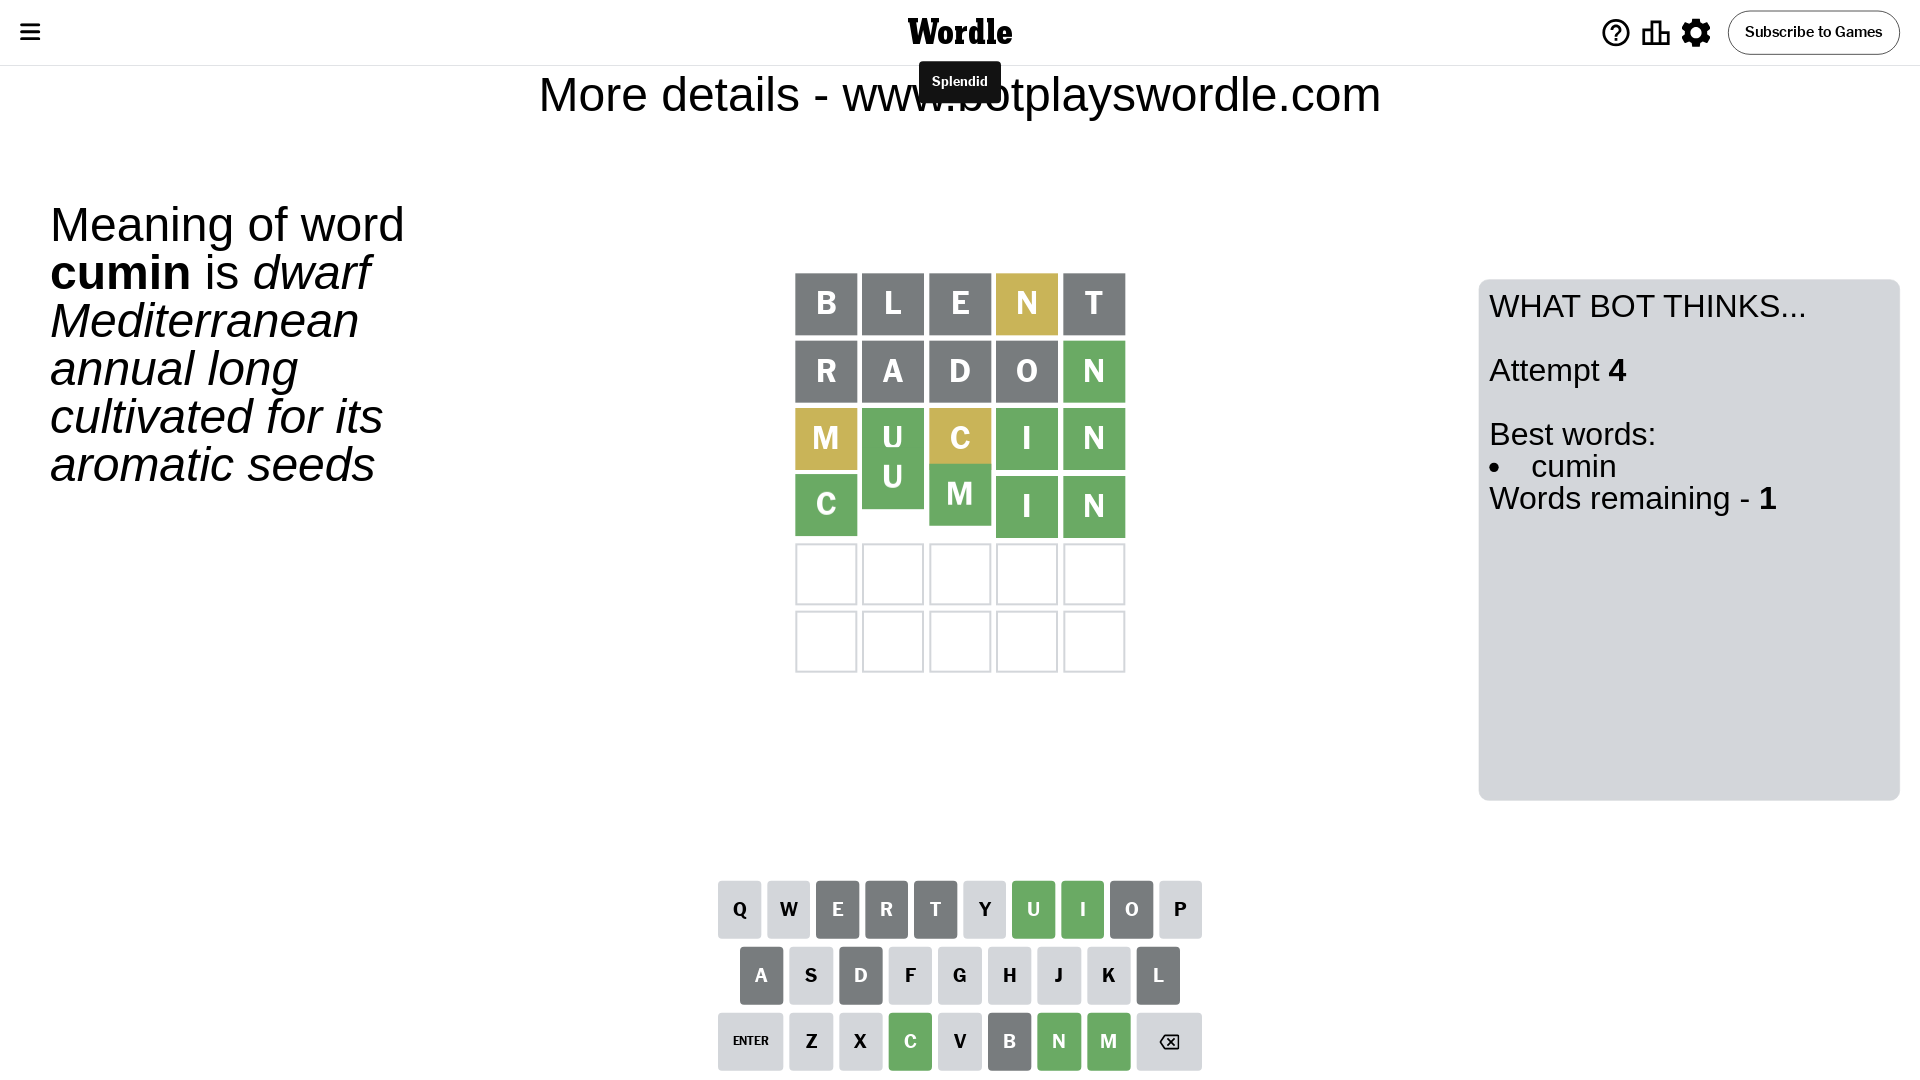 Wordle
Subscribe to Games
Splendid
More details - www.botplayswordle.com
Meaning of word
cumin is dwarf
Mediterranean
annual long
cultivated for its
aromatic seeds
B L E N T
R A D O N
M U C I N
C U M I N
WHAT BOT THINKS...
Attempt 4
Best words:
• cumin
Words remaining - 1
Q W E R T Y U I O P
A S D F G H J K L
ENTER Z X C V B N M